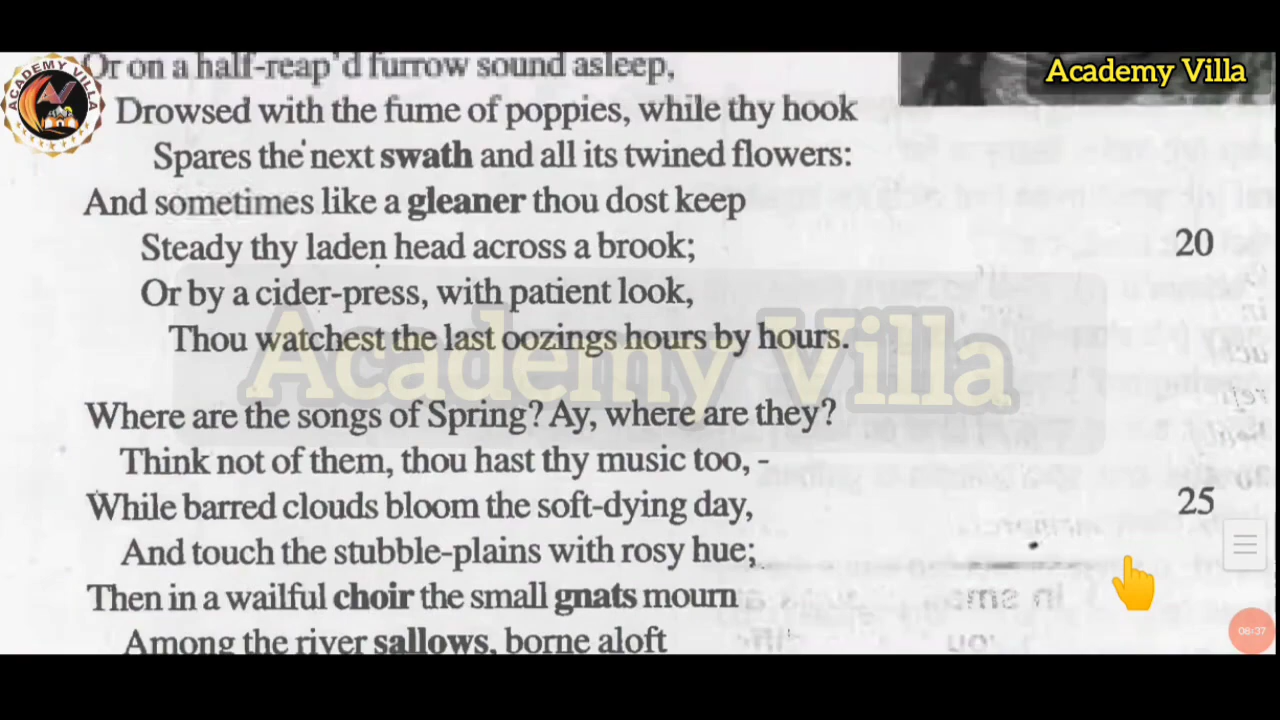 Or on a half-reap'd furrow sound asleep,
Drowsed with the fume of poppies, while thy hook
Spares the next swath and all its twined flowers:
And sometimes like a gleaner thou dost keep
Steady thy laden head across a brook; 20
Or by a cider-press, with patient look,
Thou watchest the last oozings hours by hours.
Where are the songs of Spring? Ay, where are they?
Think not of them, thou hast thy music too, -
While barred clouds bloom the soft-dying day, 25
And touch the stubble-plains with rosy hue;
Then in a wailful choir the small gnats mourn
Among the river sallows, borne aloft
Academy Villa
Academy Villa
ACADEMY VILLA
08:37